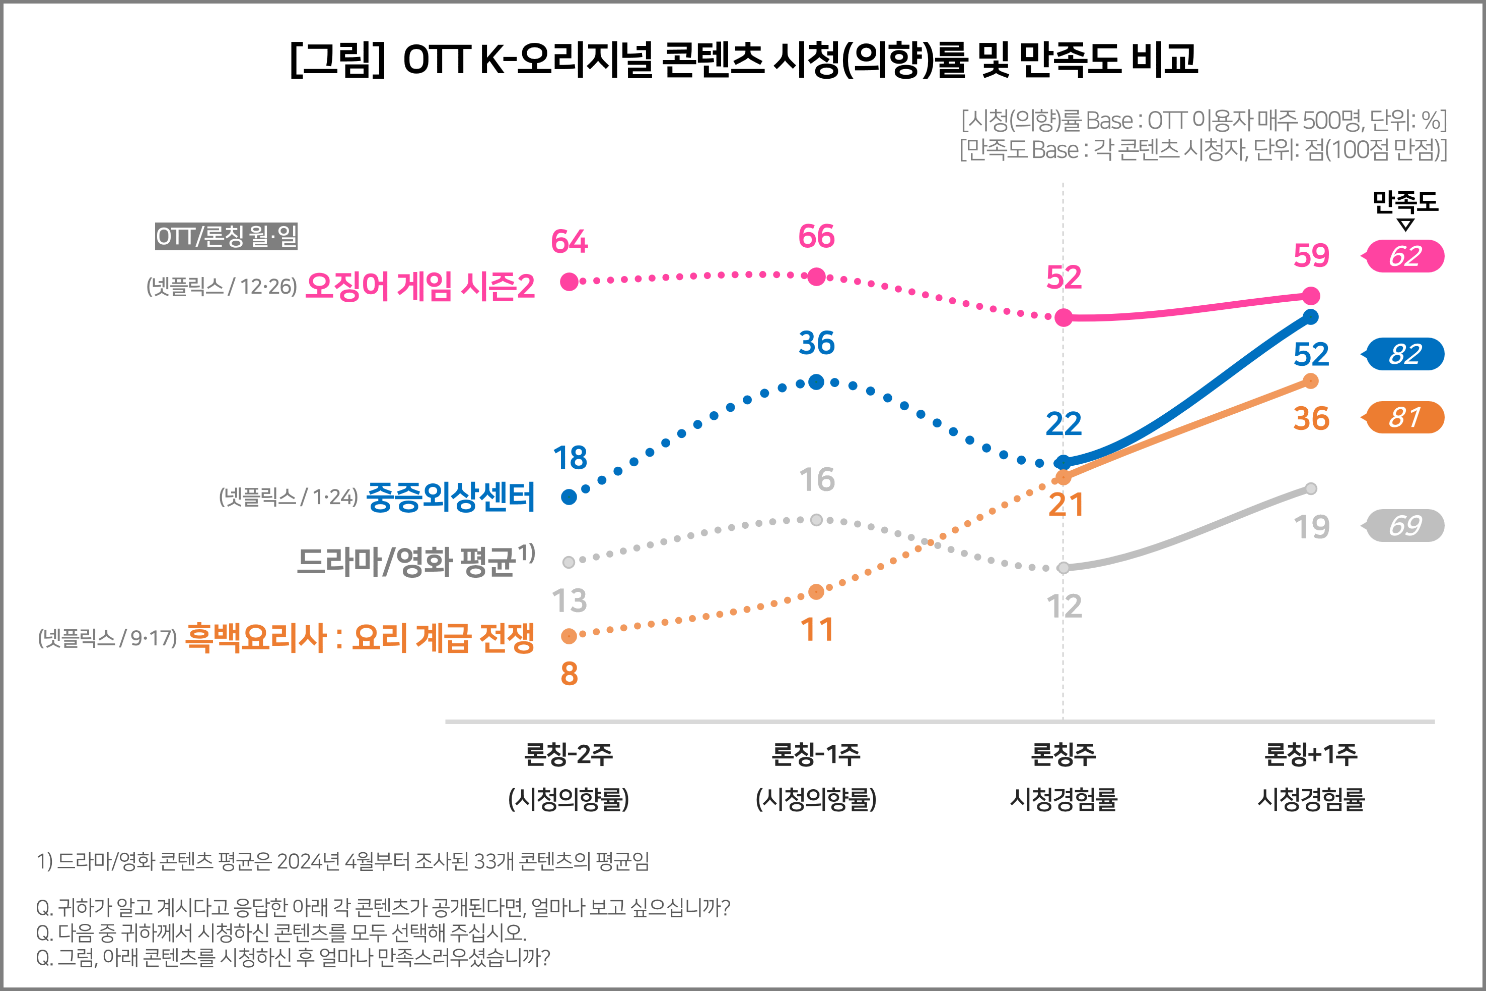 [그림] OTT K-오리지널 콘텐츠 시청(의향)률 및 만족도 비교
[시청(의향)률 Base : OTT 이용자 매주 500명, 단위: %]
[만족도 Base : 각 콘텐츠 시청자, 단위: 점(100점 만점)]
만족도
OTT/론칭 월·일
64
66
52
59
62
(넷플릭스 / 12·26) 오징어 게임 시즌2
36
52
82
18
22
36
81
(넷플릭스 / 1·24) 중증외상센터
16
21
19
69
드라마/영화 평균1)
13
12
(넷플릭스 / 9·17) 흑백요리사 : 요리 계급 전쟁
11
8
론칭-2주
론칭-1주
론칭주
론칭+1주
(시청의향률)
(시청의향률)
시청경험률
시청경험률
1) 드라마/영화 콘텐츠 평균은 2024년 4월부터 조사된 33개 콘텐츠의 평균임
Q. 귀하가 알고 계시다고 응답한 아래 각 콘텐츠가 공개된다면, 얼마나 보고 싶으십니까?
Q. 다음 중 귀하께서 시청하신 콘텐츠를 모두 선택해 주십시오.
Q. 그럼, 아래 콘텐츠를 시청하신 후 얼마나 만족스러우셨습니까?